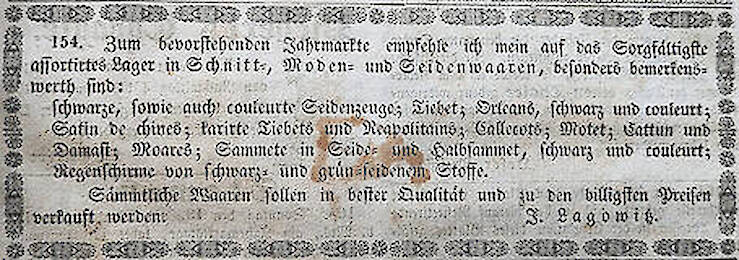 154. Zum bevorstehenden Jahrmarkte empfehle ich mein auf das Sorgfältigste
assortirtes Lager in Schnitt-, Moden- und Seidenwaaren, besonders bemerkens-
werth sind:
schwarze, sowie auch couleurte Seidenzeuge; Tiebet; Orleans, schwarz und couleurt;
Satin de chines; karirte Tiebets und Neapolitains; Callecots; Motet; Cattun und
Damast; Moares; Sammete in Seide- und Halbsammet, schwarz und couleurt;
Regenschirme von schwarz- und grün-seidenem Stoffe.
Sämmtliche Waaren sollen in bester Qualität und zu den billigsten Preisen
verkauft werden.
J. Lagowitz.